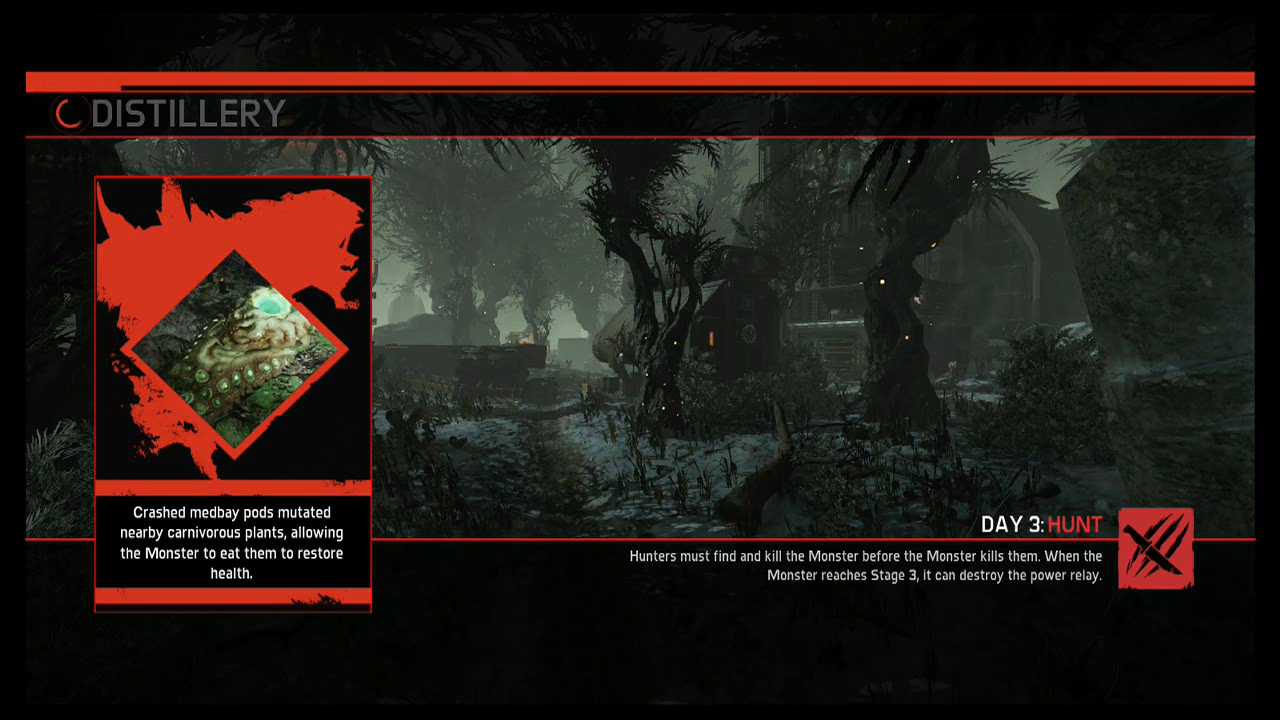 DISTILLERY
Crashed medbay pods mutated
nearby carnivorous plants, allowing
the Monster to eat them to restore
health.
DAY 3: HUNT
Hunters must find and kill the Monster before the Monster kills them. When the
Monster reaches Stage 3, it can destroy the power relay.